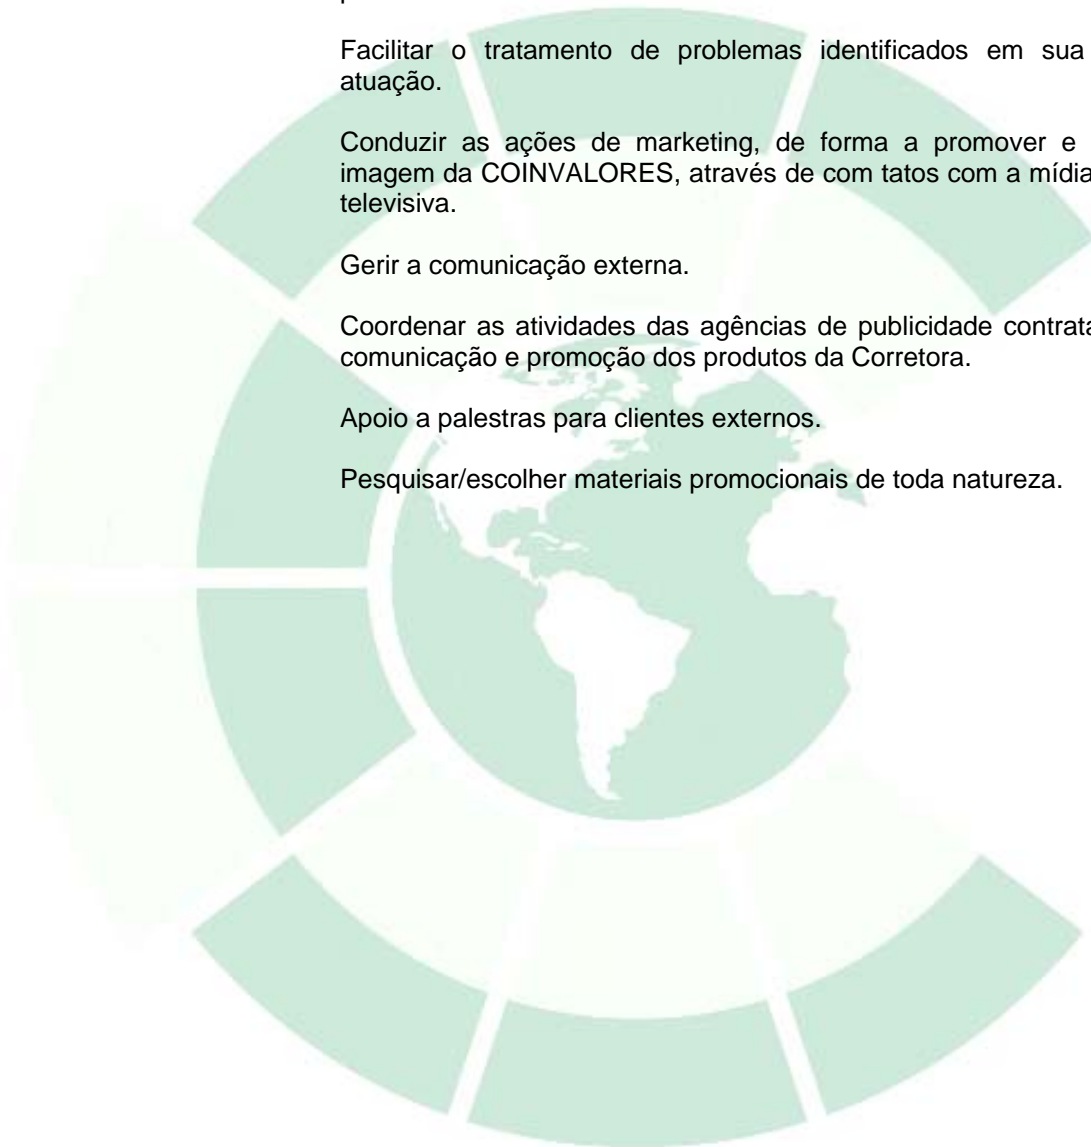 Facilitar o tratamento de problemas identificados em sua
atuação.
Conduzir as ações de marketing, de forma a promover e
imagem da COINVALORES, através de com tatos com a mídia
televisiva.
Gerir a comunicação externa.
Coordenar as atividades das agências de publicidade
comunicação e promoção dos produtos da Corretora.
Apoio a palestras para clientes externos.
Pesquisar/escolher materiais promocionais de toda natureza.